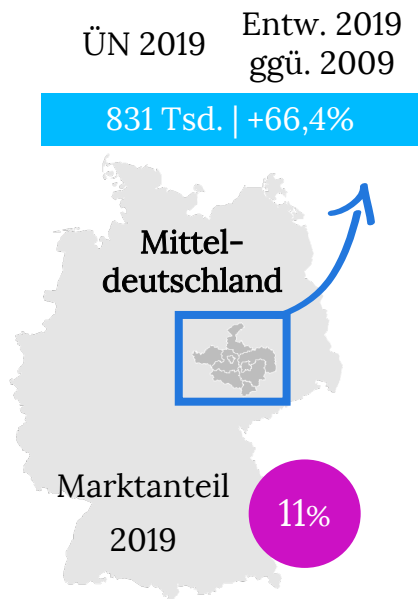 ÜN 2019
Entw. 2019
ggü. 2009
831 Tsd. | +66,4%
Mittel-
deutschland
Marktanteil
2019
11%